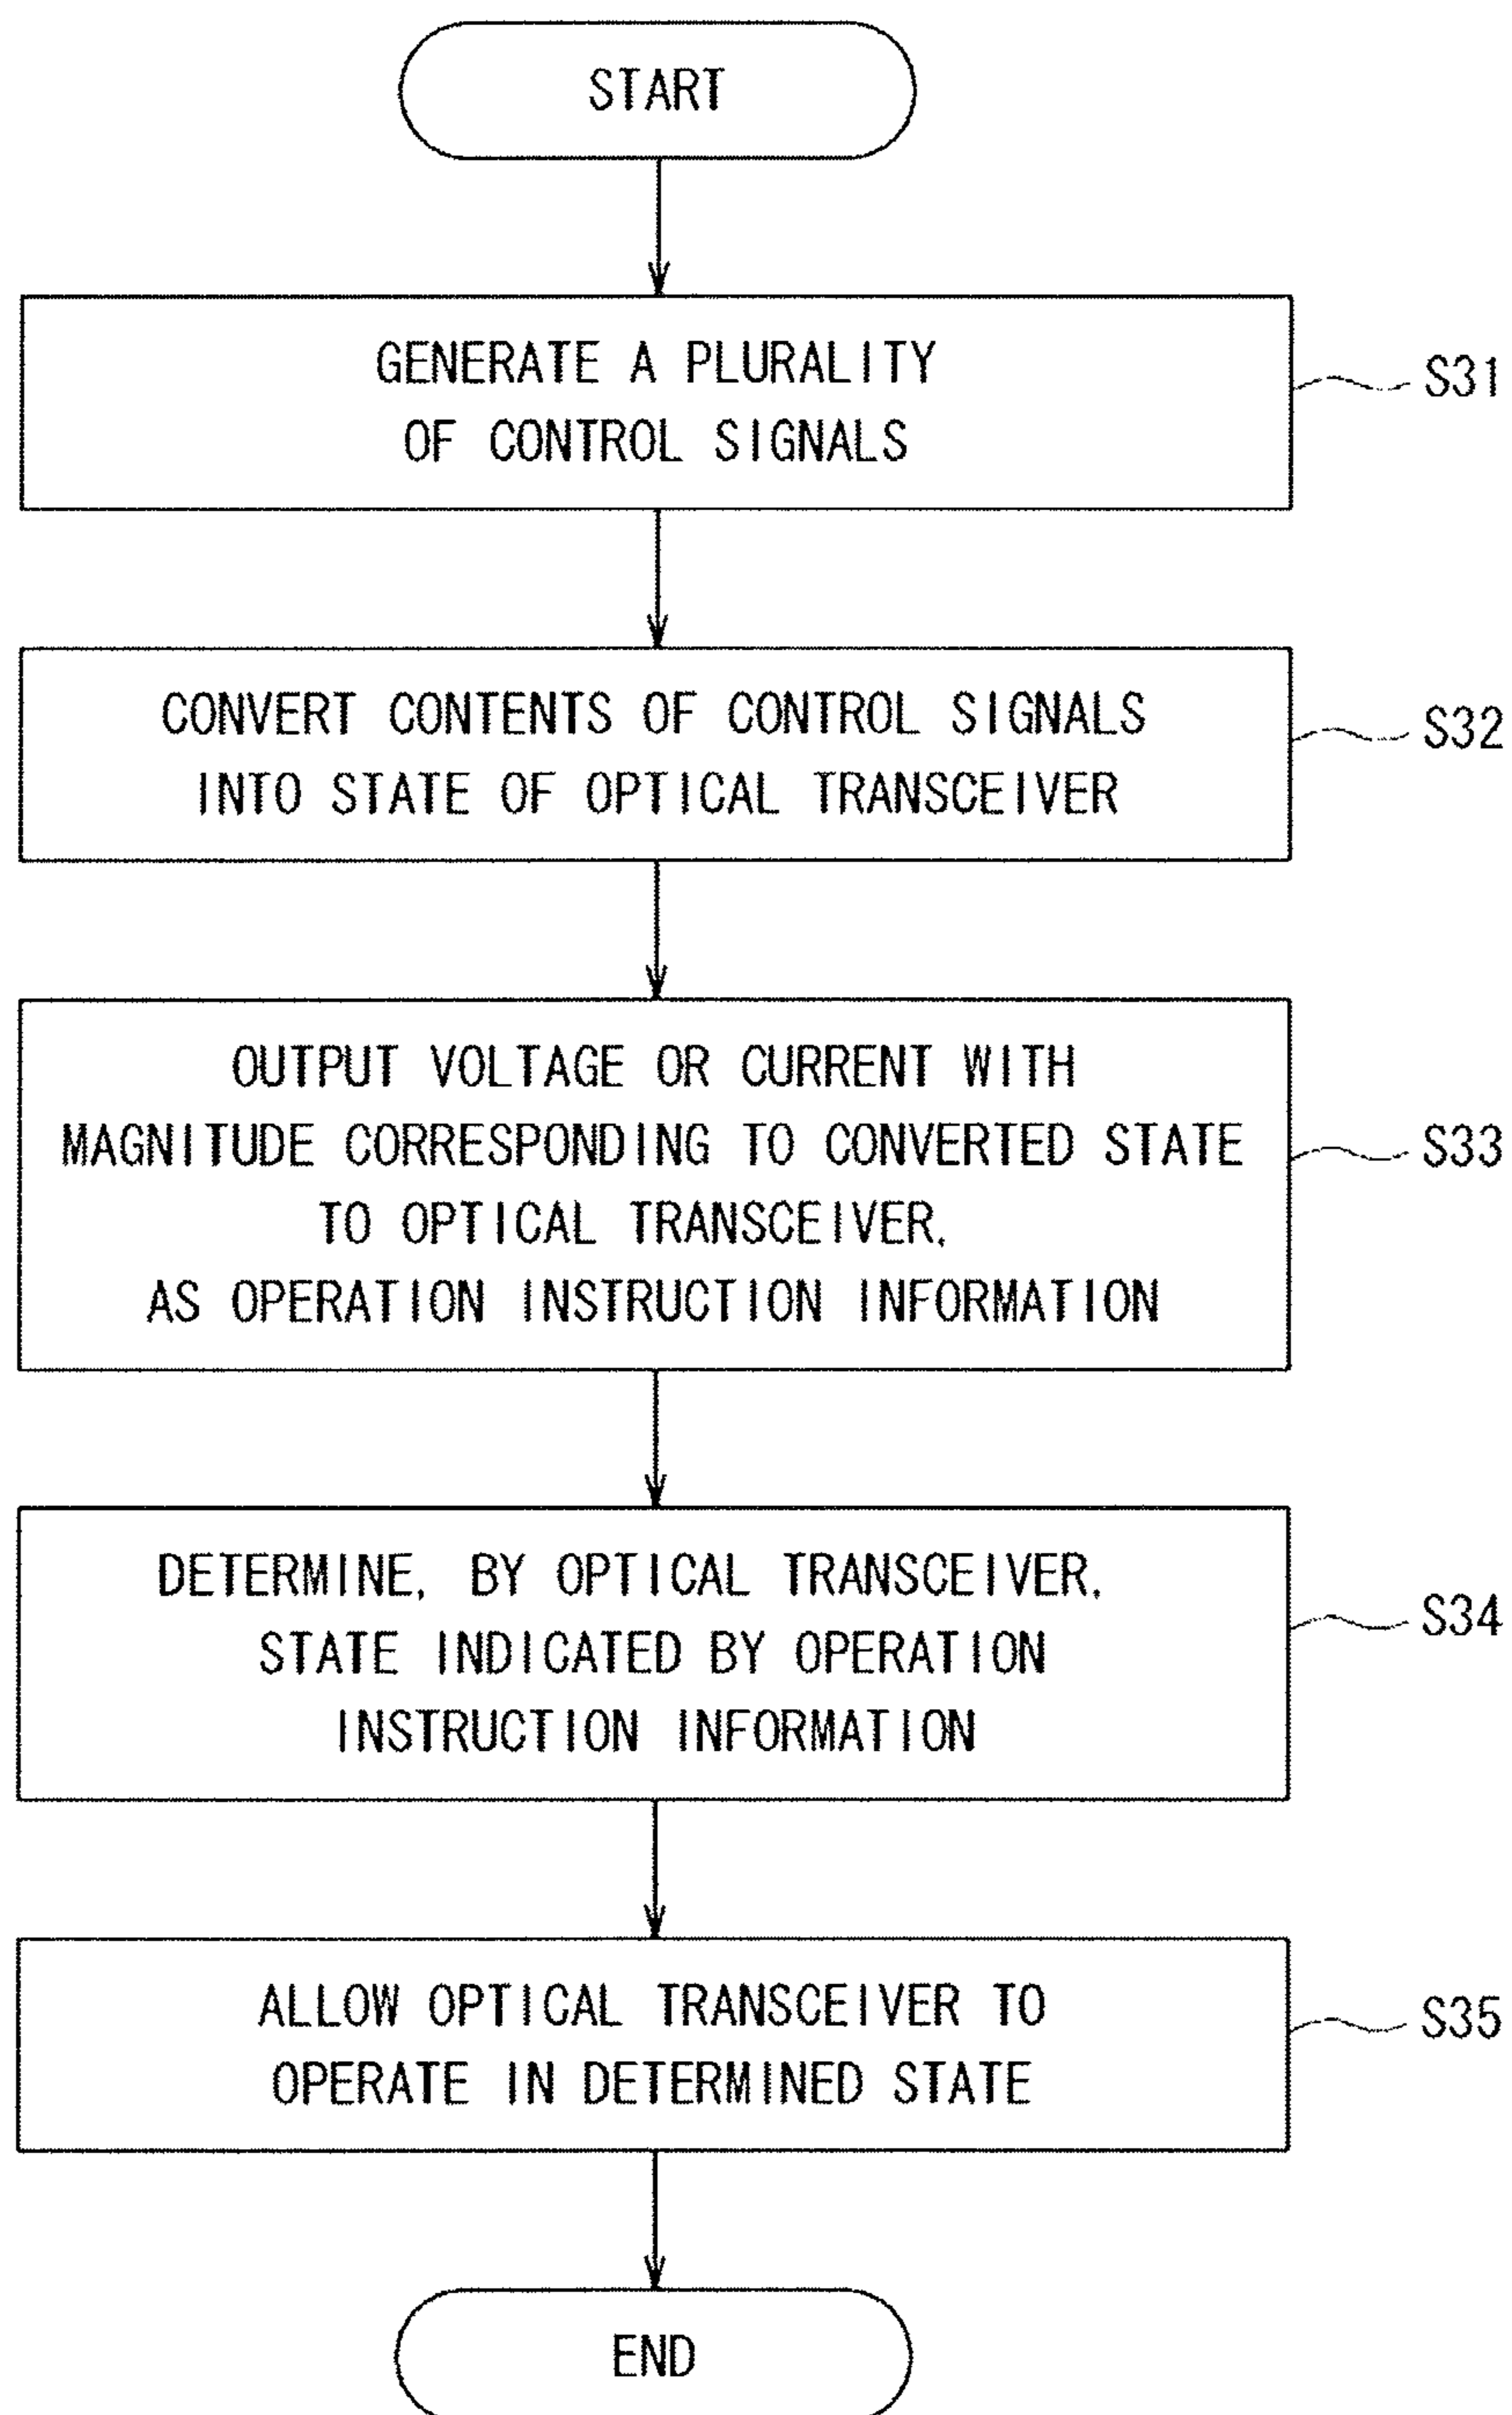 START
GENERATE A PLURALITY
OF CONTROL SIGNALS
S31
CONVERT CONTENTS OF CONTROL SIGNALS
INTO STATE OF OPTICAL TRANSCEIVER
S32
OUTPUT VOLTAGE OR CURRENT WITH
MAGNITUDE CORRESPONDING TO CONVERTED STATE
TO OPTICAL TRANSCEIVER,
AS OPERATION INSTRUCTION INFORMATION
S33
DETERMINE, BY OPTICAL TRANSCEIVER,
STATE INDICATED BY OPERATION
INSTRUCTION INFORMATION
S34
ALLOW OPTICAL TRANSCEIVER TO
OPERATE IN DETERMINED STATE
S35
END